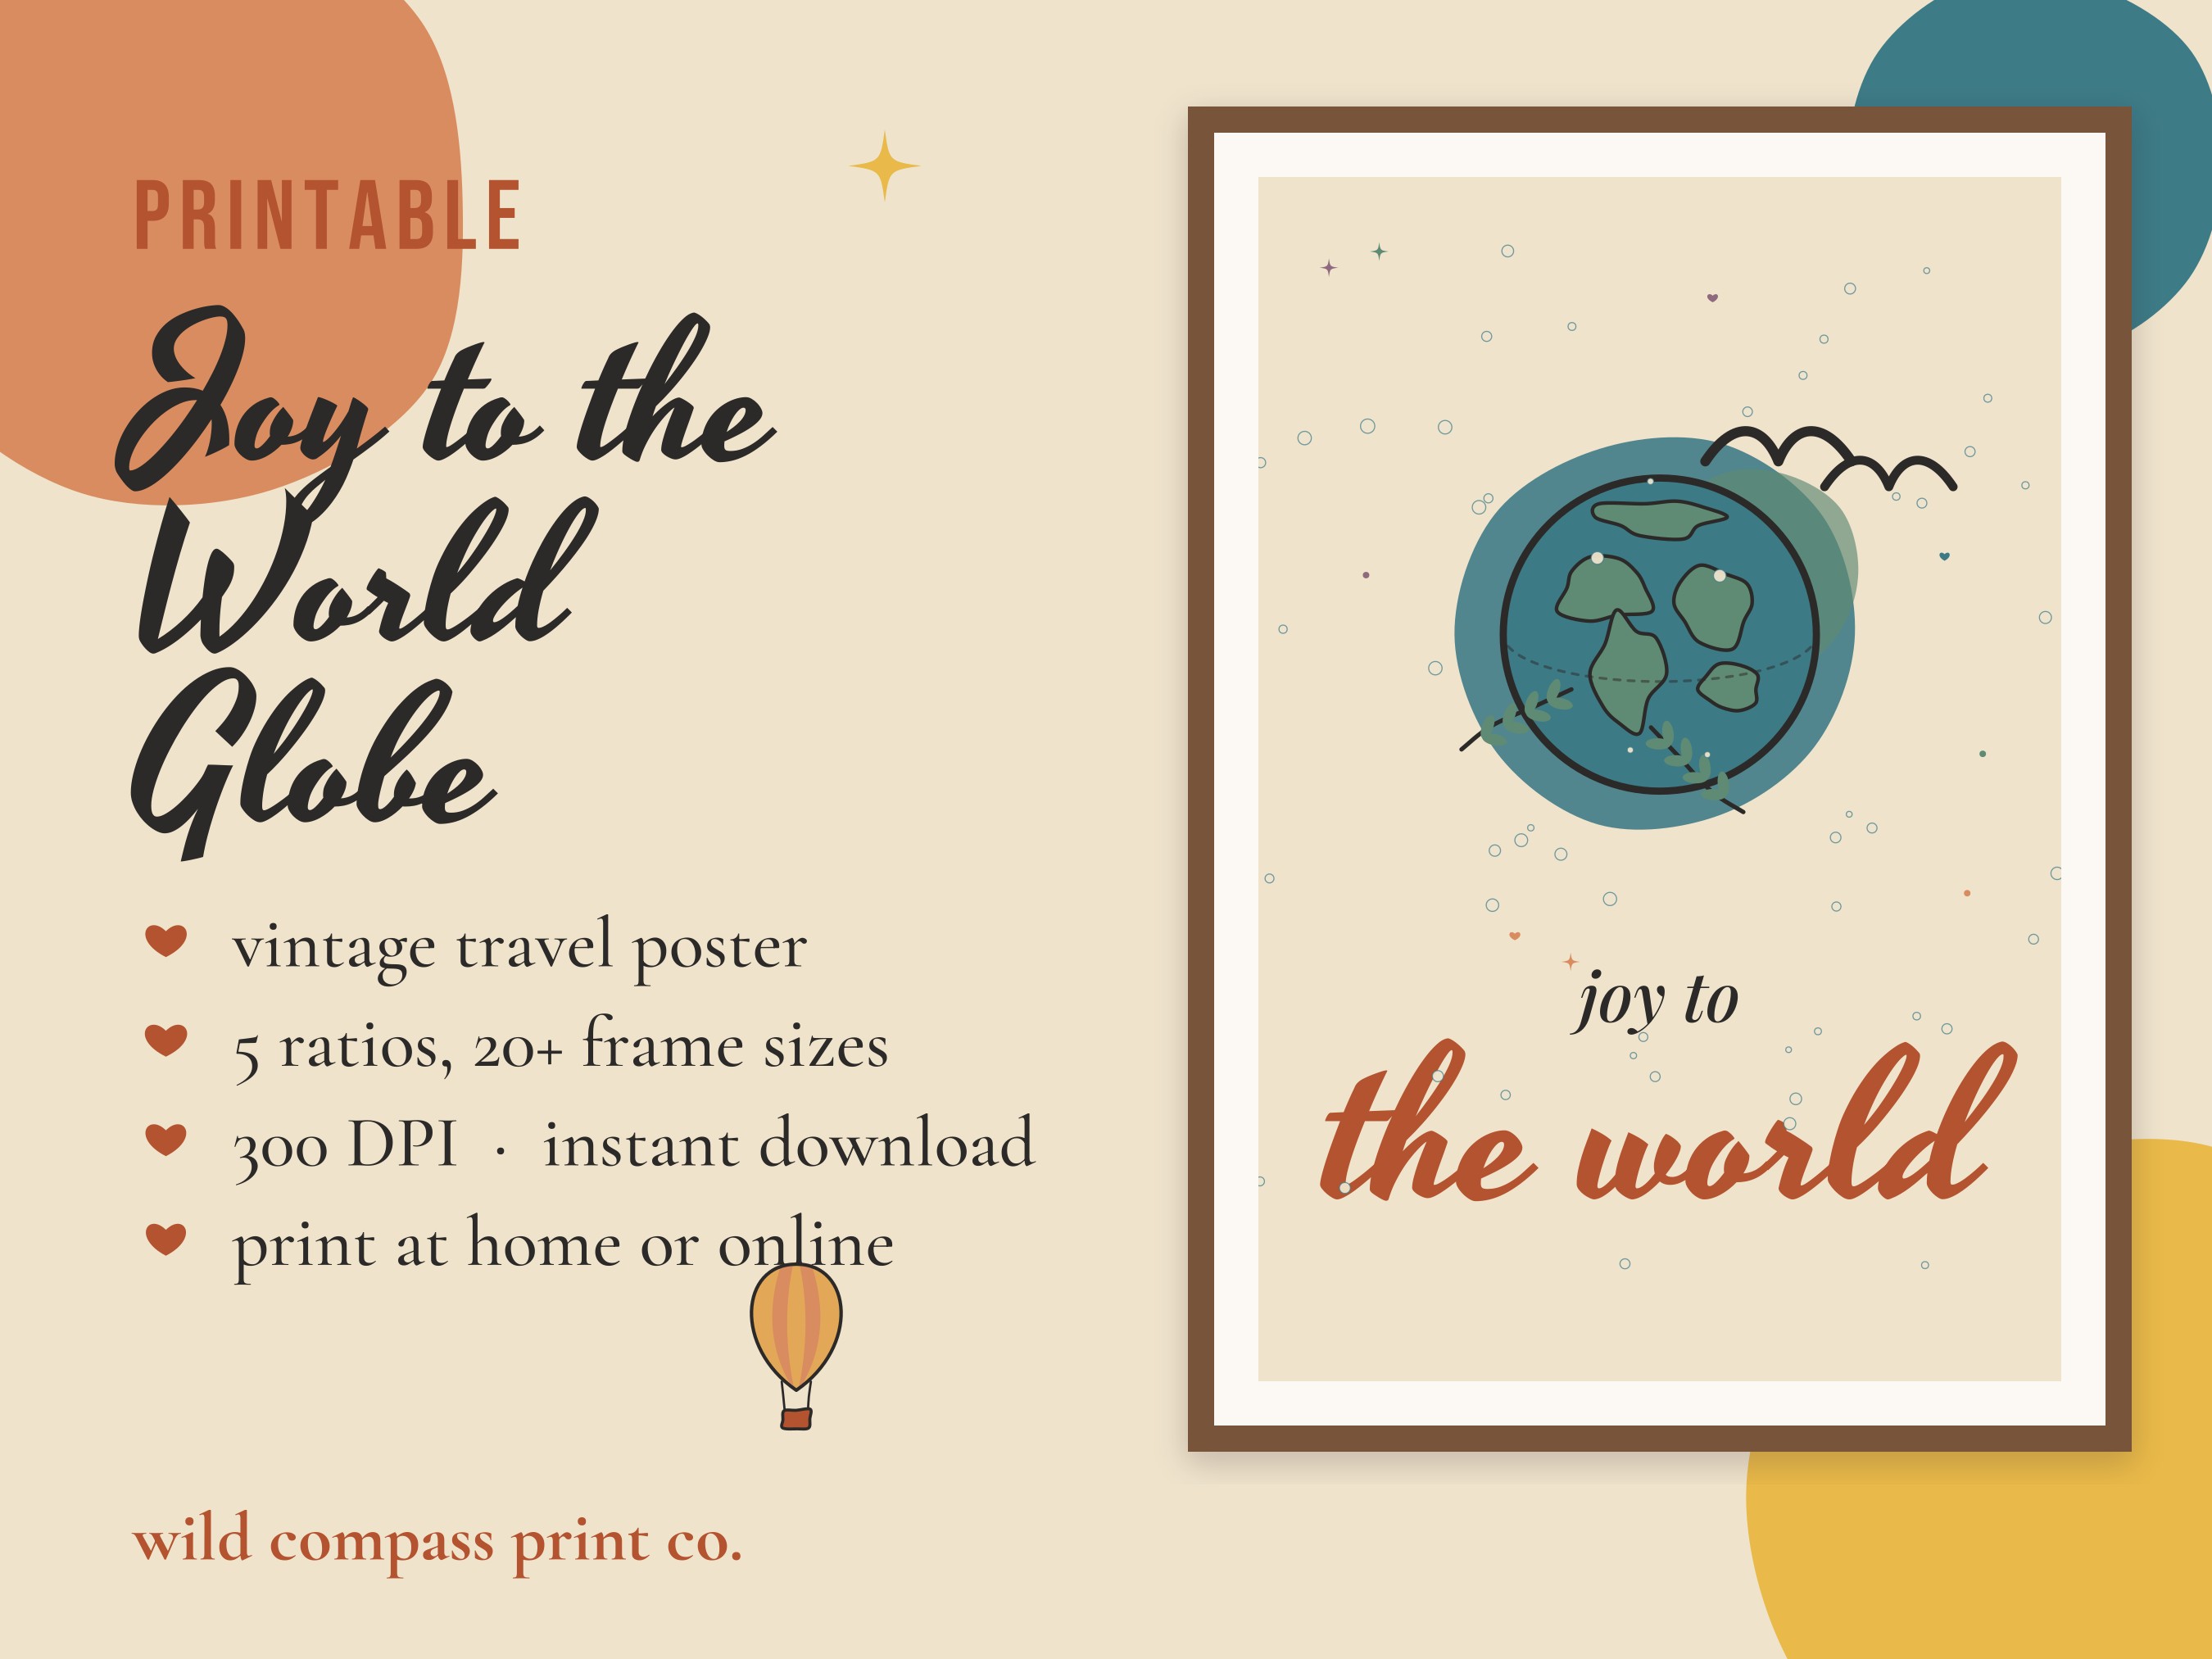 PRINTABLE
Joy to the
World
Globe
vintage travel poster
5 ratios, 20+ frame sizes
300 DPI · instant download
print at home or online
wild compass print co.
joy to
the world